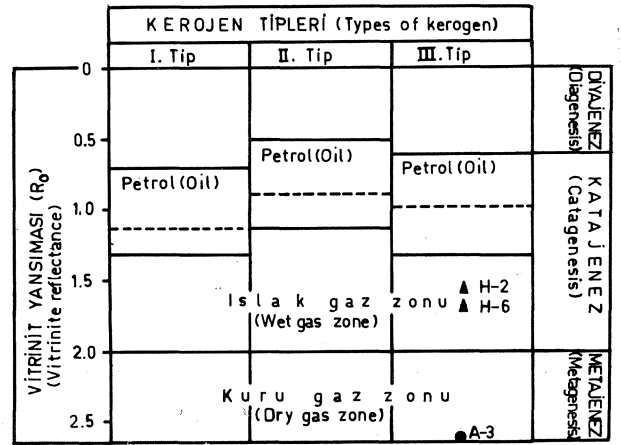 KEROJEN TİPLERİ (Types of kerogen)
I. Tip
II. Tip
III. Tip
VİTRİNİT YANSIMASI (R₀)
(Vitrinite reflectance)
0
0.5
1.0
1.5
2.0
2.5
Petrol(Oil)
Petrol(Oil)
Petrol(Oil)
H-2
Islak gaz zonu
H-6
(Wet gas zone)
Kuru gaz zonu
(Dry gas zone)
A-3
DİYAJENEZ
(Diagenesis)
KATAJENEZ
(Catagenesis)
METAJENEZ
(Metagenesis)